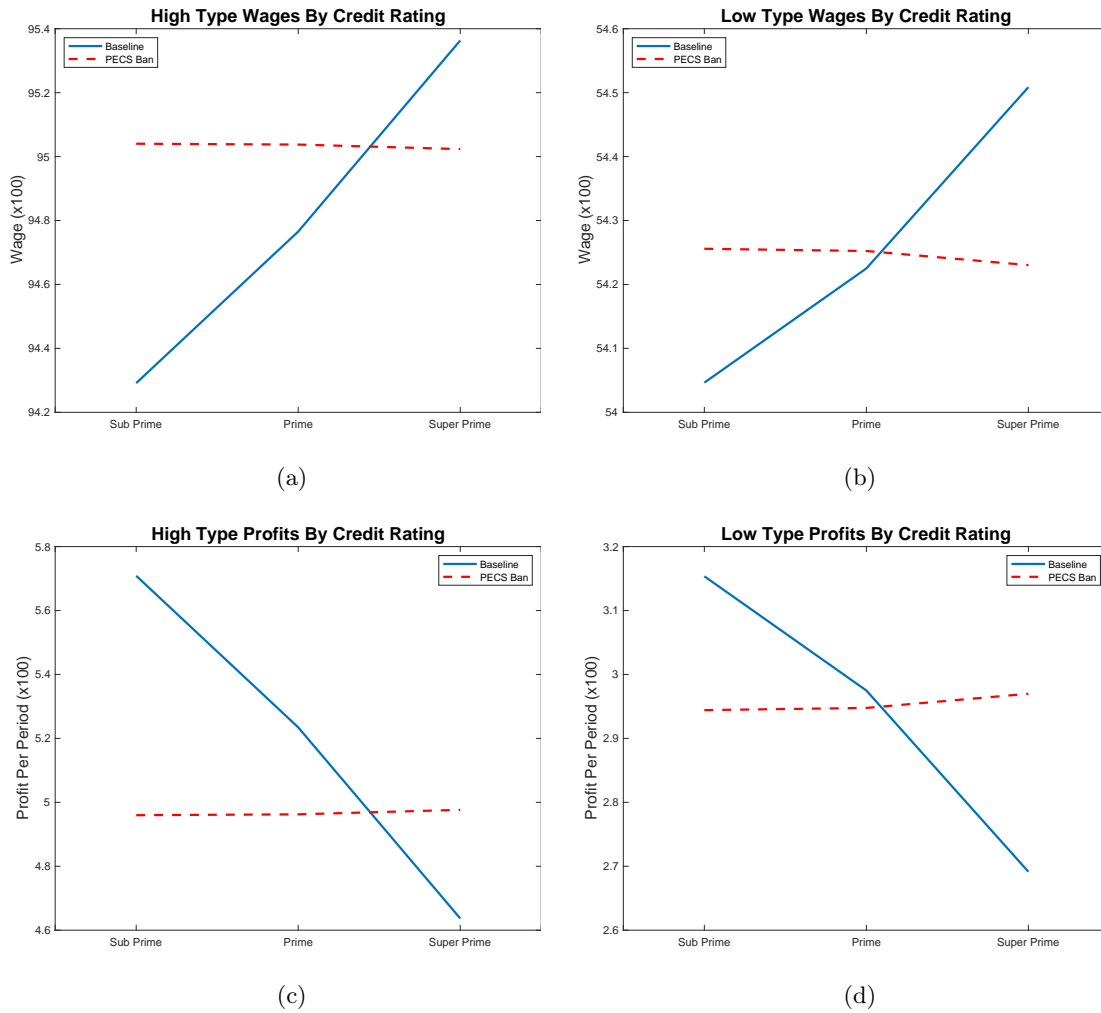 High Type Wages By Credit Rating
95.4
95.2
95
94.8
94.6
94.4
94.2
Wage (x100)
Baseline
PECS Ban
Sub Prime
Prime
Super Prime
(a)
Low Type Wages By Credit Rating
54.6
54.5
54.4
54.3
54.2
54.1
54
Wage (x100)
Baseline
PECS Ban
Sub Prime
Prime
Super Prime
(b)
High Type Profits By Credit Rating
5.8
5.6
5.4
5.2
5
4.8
4.6
Profit Per Period (x100)
Baseline
PECS Ban
Sub Prime
Prime
Super Prime
(c)
Low Type Profits By Credit Rating
3.2
3.1
3
2.9
2.8
2.7
2.6
Profit Per Period (x100)
Baseline
PECS Ban
Sub Prime
Prime
Super Prime
(d)